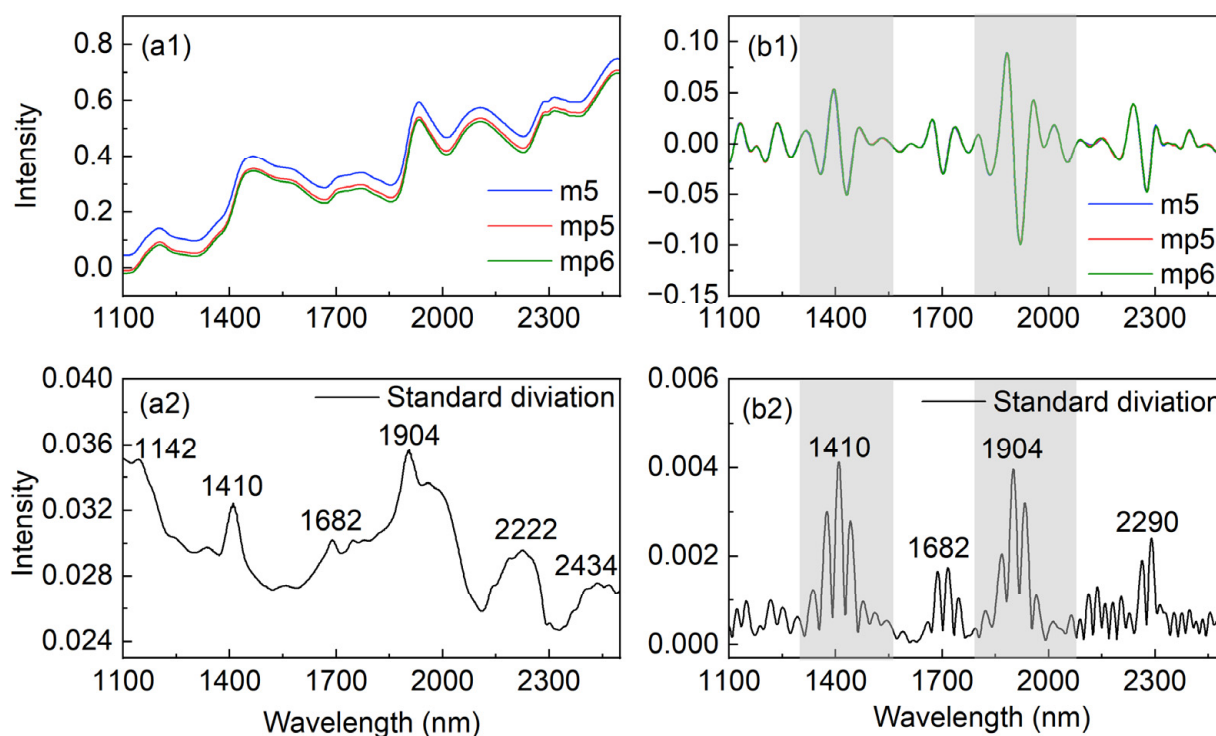 (a1)
Intensity
0.8
0.6
0.4
0.2
0.0
m5
mp5
mp6
1100 1400 1700 2000 2300
(b1)
0.10
0.05
0.00
−0.05
−0.10
−0.15
m5
mp5
mp6
1100 1400 1700 2000 2300
(a2)
Standard diviation
Intensity
0.040
0.036
0.032
0.028
0.024
1142
1410
1682
1904
2222
2434
1100 1400 1700 2000 2300
Wavelength (nm)
(b2)
Standard diviation
0.006
0.004
0.002
0.000
1410
1682
1904
2290
1100 1400 1700 2000 2300
Wavelength (nm)